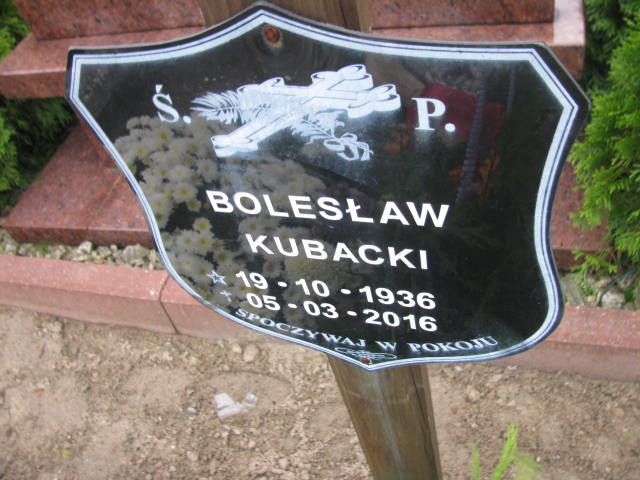 Ś. P.
BOLESŁAW
KUBACKI
☆ 19 - 10 - 1936
† 05 - 03 - 2016
SPOCZYWAJ W POKOJU